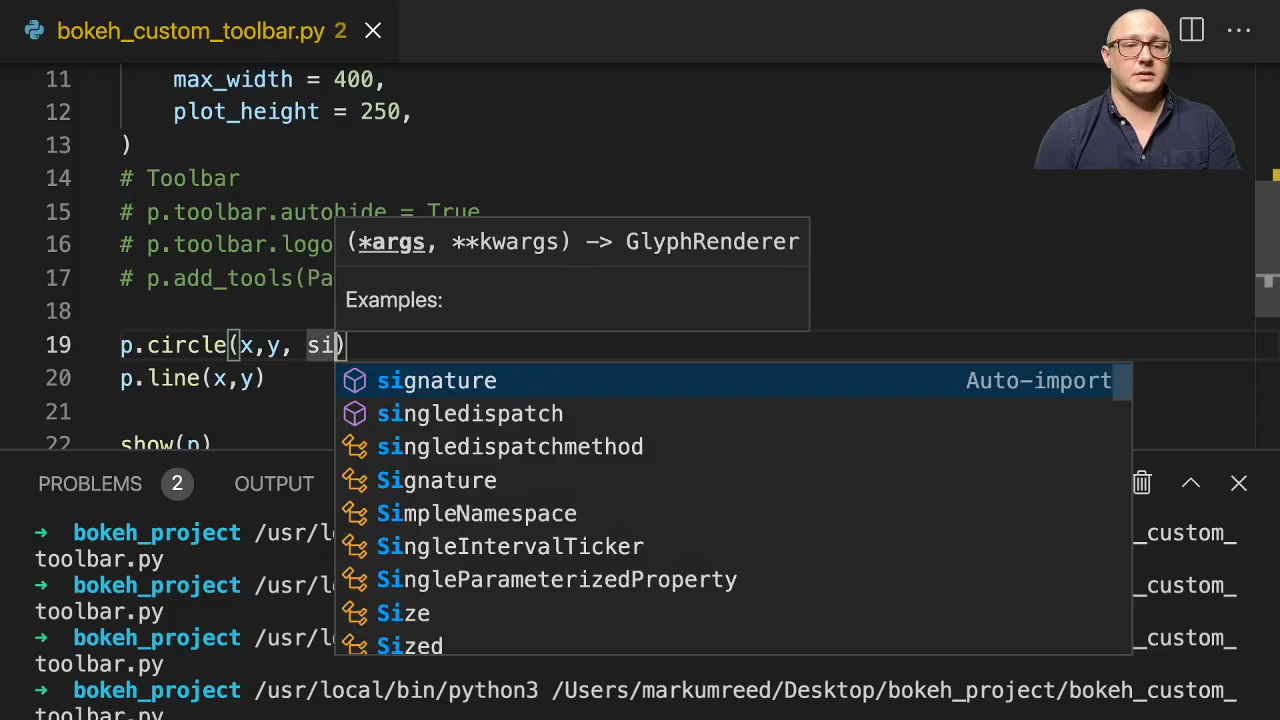 bokeh_custom_toolbar.py 2
11 max_width = 400,
12 plot_height = 250,
13 )
14 # Toolbar
15 # p.toolbar.autohide = True
16 # p.toolbar.logo
17 # p.add_tools(Pa
18
19 p.circle(x,y, si)
20 p.line(x,y)
21
22 show(p)
(*args, **kwargs) -> GlyphRenderer
Examples:
signature Auto-import
singledispatch
singledispatchmethod
Signature
SimpleNamespace
SingleIntervalTicker
SingleParameterizedProperty
Size
Sized
PROBLEMS 2 OUTPUT
→ bokeh_project /usr/lo _custom_
toolbar.py
→ bokeh_project /usr/lo _custom_
toolbar.py
→ bokeh_project /usr/lo _custom_
toolbar.py
→ bokeh_project /usr/local/bin/python3 /Users/markumreed/Desktop/bokeh_project/bokeh_custom_
toolbar.py